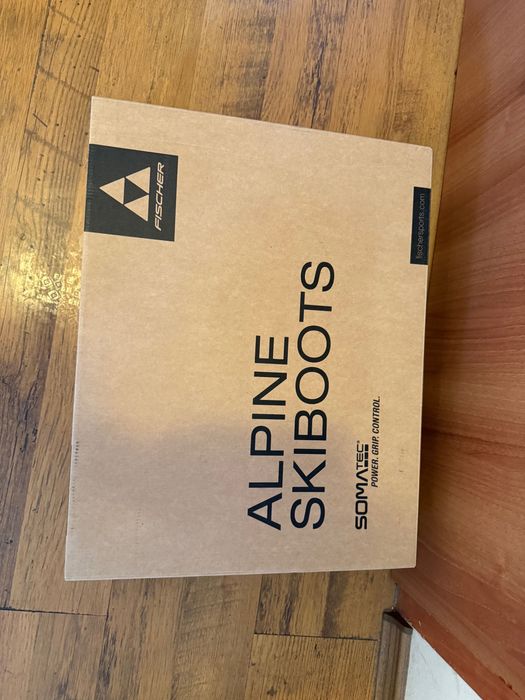 FISCHER
ALPINE
SKIBOOTS
SOMATEC®
POWER. GRIP. CONTROL.
fischersports.com